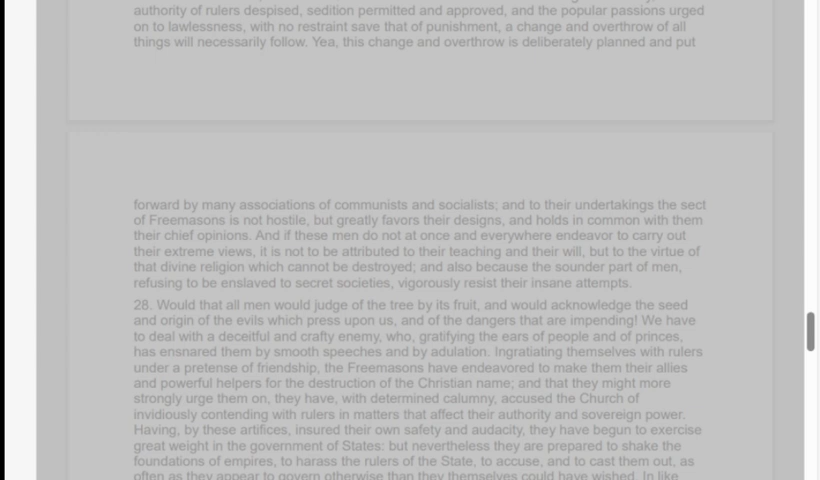 authority of rulers despised, sedition permitted and approved, and the popular passions urged
on to lawlessness, with no restraint save that of punishment, a change and overthrow of all
things will necessarily follow. Yea, this change and overthrow is deliberately planned and put
forward by many associations of communists and socialists; and to their undertakings the sect
of Freemasons is not hostile, but greatly favors their designs, and holds in common with them
their chief opinions. And if these men do not at once and everywhere endeavor to carry out
their extreme views, it is not to be attributed to their teaching and their will, but to the virtue of
that divine religion which cannot be destroyed; and also because the sounder part of men,
refusing to be enslaved to secret societies, vigorously resist their insane attempts.
28. Would that all men would judge of the tree by its fruit, and would acknowledge the seed
and origin of the evils which press upon us, and of the dangers that are impending! We have
to deal with a deceitful and crafty enemy, who, gratifying the ears of people and of princes,
has ensnared them by smooth speeches and by adulation. Ingratiating themselves with rulers
under a pretense of friendship, the Freemasons have endeavored to make them their allies
and powerful helpers for the destruction of the Christian name; and that they might more
strongly urge them on, they have, with determined calumny, accused the Church of
invidiously contending with rulers in matters that affect their authority and sovereign power.
Having, by these artifices, insured their own safety and audacity, they have begun to exercise
great weight in the government of States: but nevertheless they are prepared to shake the
foundations of empires, to harass the rulers of the State, to accuse, and to cast them out, as
often as they appear to govern otherwise than they themselves could have wished. In like